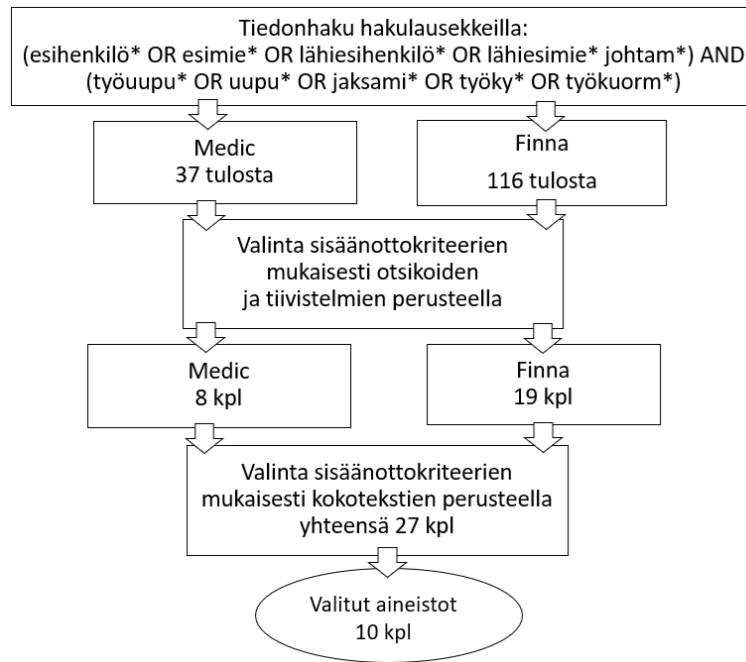 Tiedonhaku hakulausekkeilla:
(esihenkilö* OR esimie* OR lähiesihenkilö* OR lähiesimie* johtam*) AND
(työuupu* OR uupu* OR jaksami* OR työky* OR työkuorm*)
Medic
37 tulosta
Finna
116 tulosta
Valinta sisäänottokriteerien
mukaisesti otsikoiden
ja tiivistelmien perusteella
Medic
8 kpl
Finna
19 kpl
Valinta sisäänottokriteerien
mukaisesti kokotekstien perusteella
yhteensä 27 kpl
Valitut aineistot
10 kpl